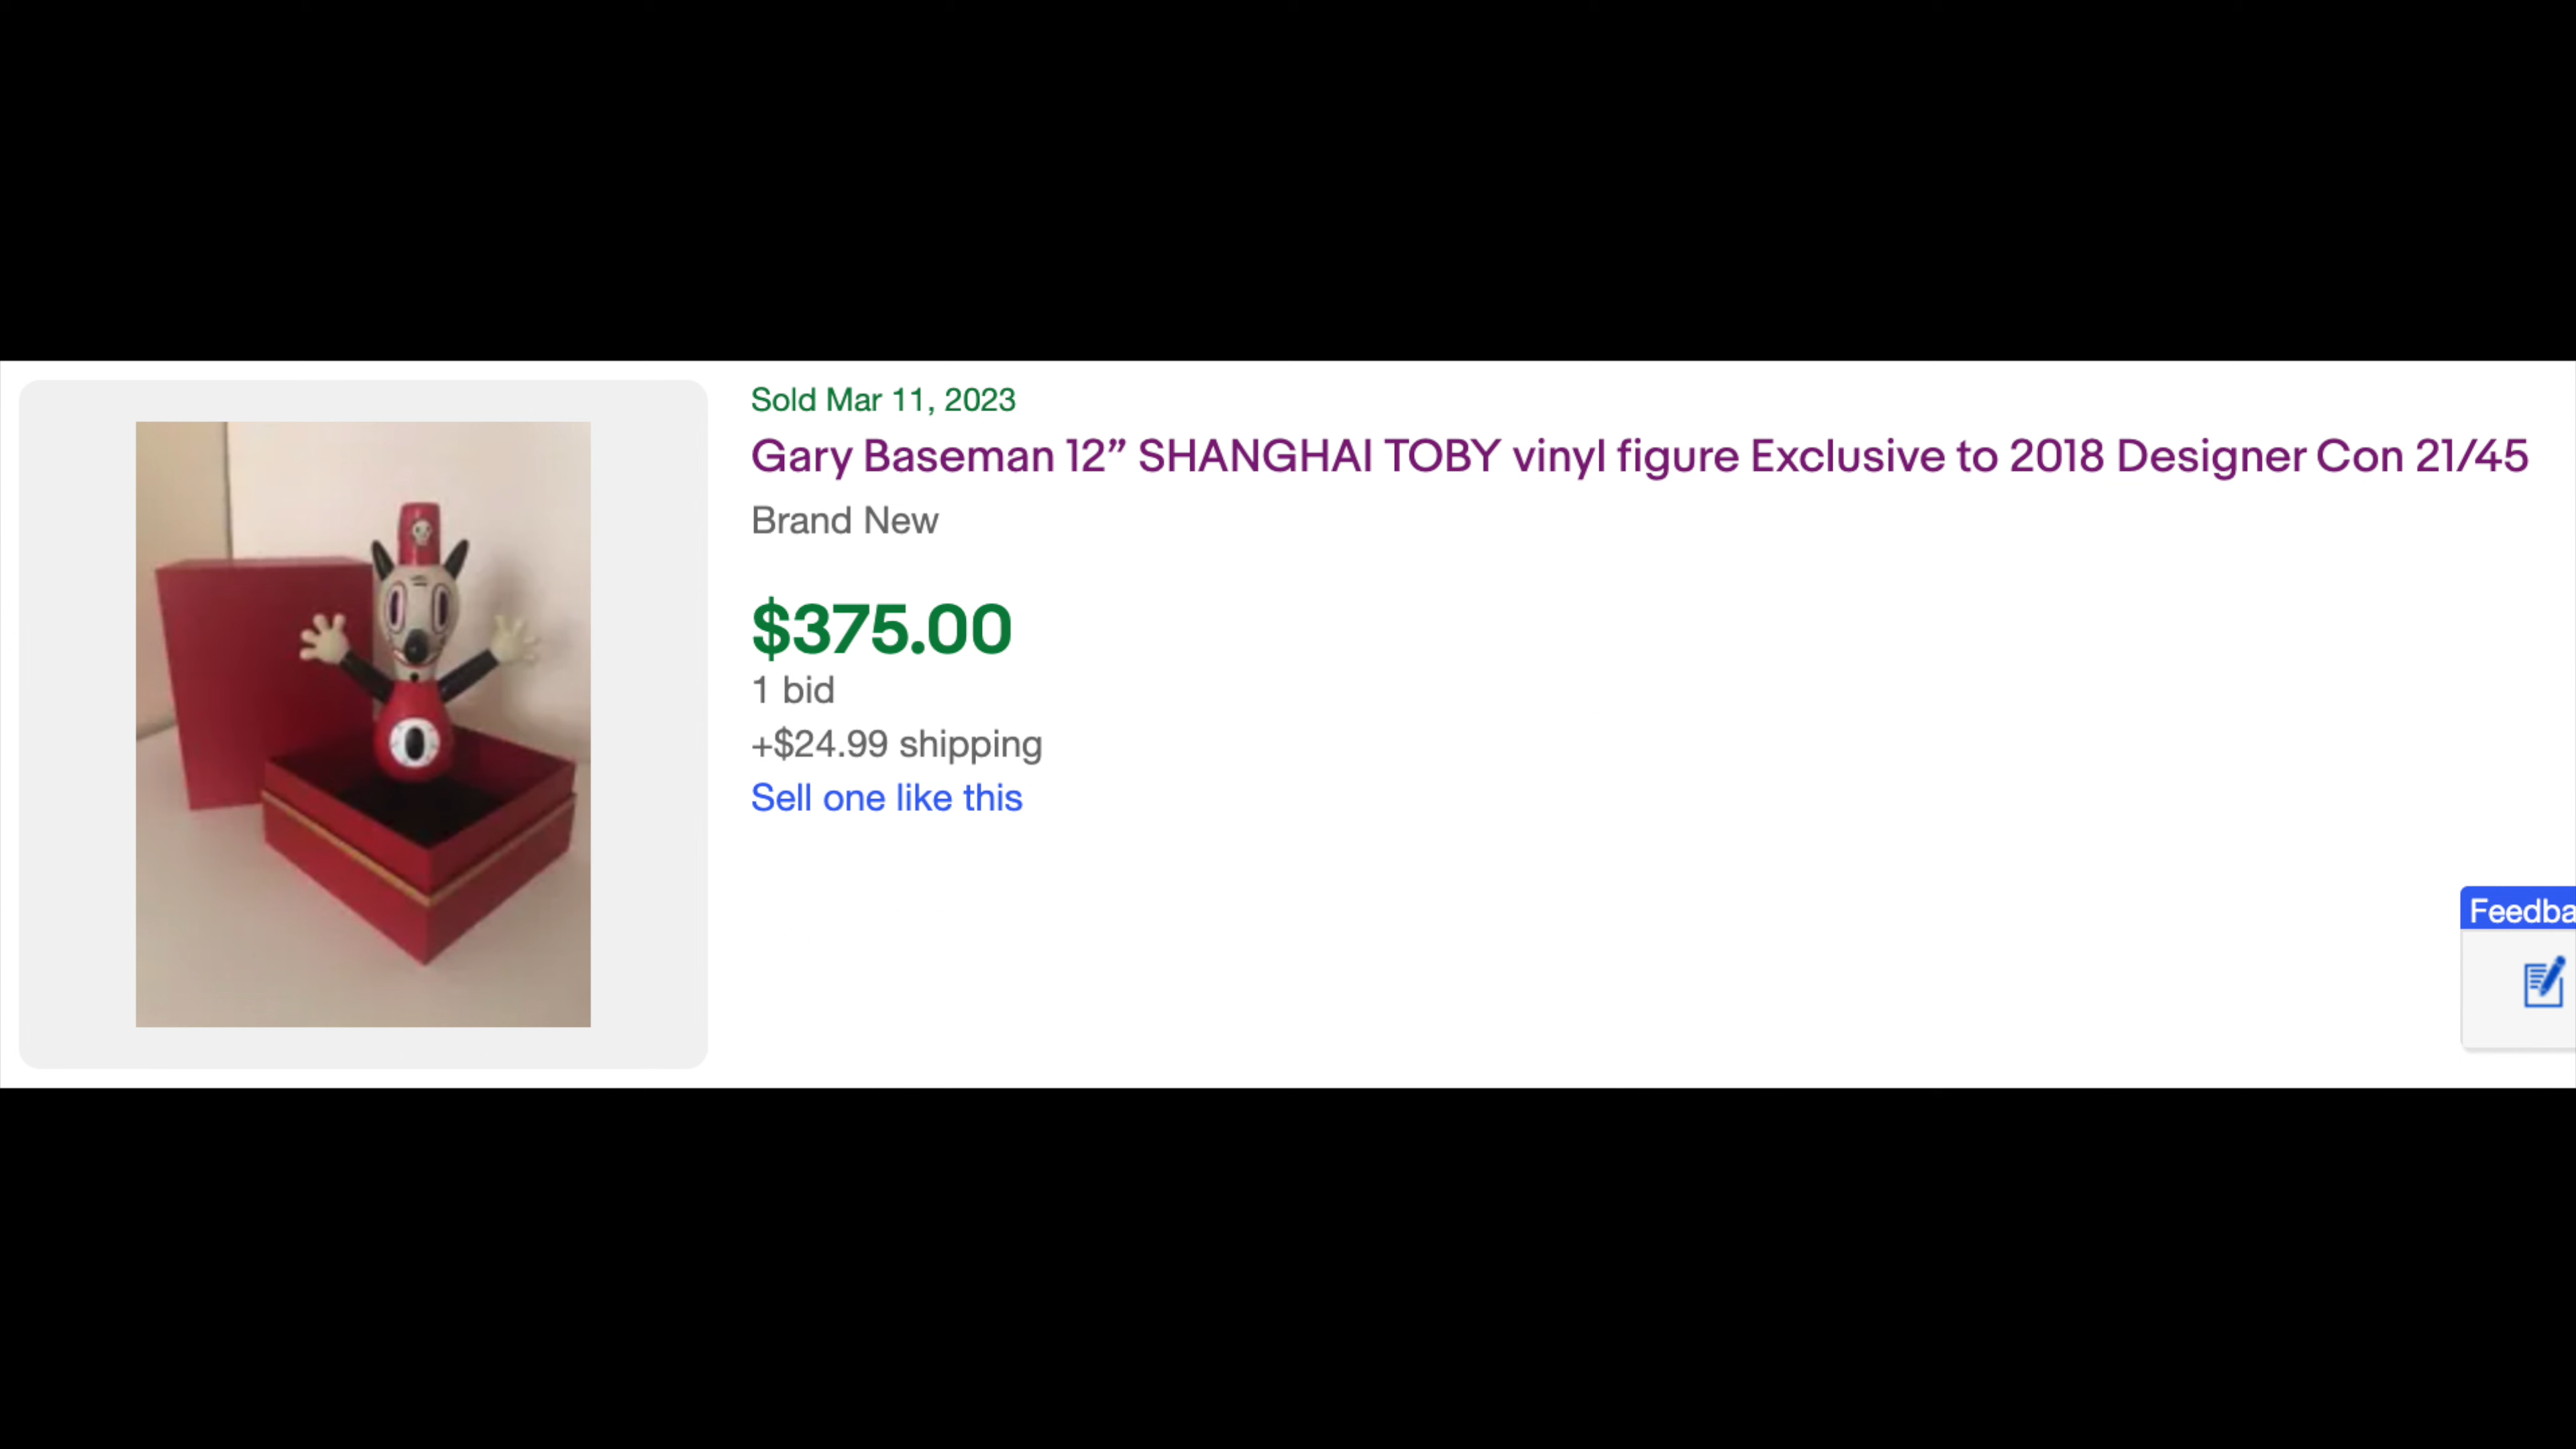 Sold Mar 11, 2023
Gary Baseman 12” SHANGHAI TOBY vinyl figure Exclusive to 2018 Designer Con 21/45
Brand New
$375.00
1 bid
+$24.99 shipping
Sell one like this
Feedba